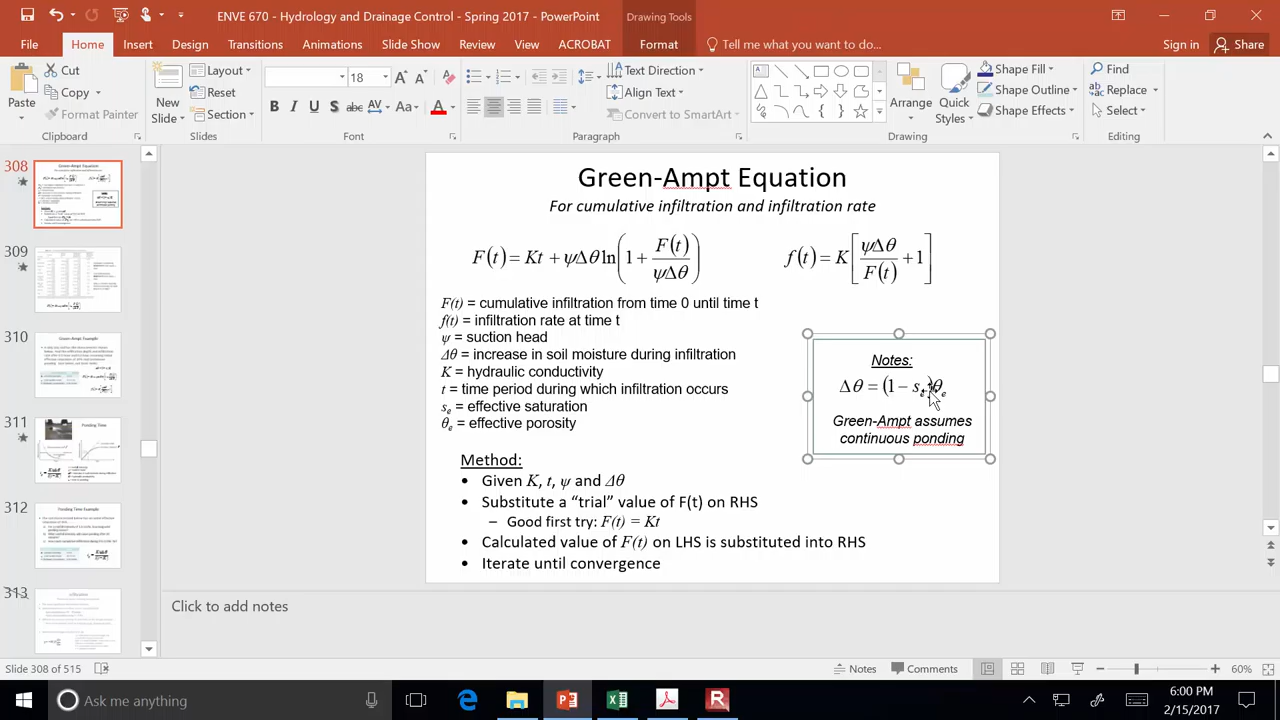 ENVE 670 - Hydrology and Drainage Control - Spring 2017 - PowerPoint
Drawing Tools
File Home Insert Design Transitions Animations Slide Show Review View ACROBAT Format Tell me what you want to do... Sign in Share
Cut
Copy
Format Painter
Paste
Clipboard
New Slide
Layout
Reset
Section
Slides
18
Font
Text Direction
Align Text
Convert to SmartArt
Paragraph
Arrange
Quick Styles
Shape Fill
Shape Outline
Shape Effects
Drawing
Find
Replace
Select
Editing
308
309
310
311
312
313
Green-Ampt Equation
For cumulative infiltration and infiltration rate
F(t) = Kt - ψΔθ ln(1 + F(t)/ψΔθ)
f(t) = K[ψΔθ/F(t) + 1]
F(t) = cumulative infiltration from time 0 until time t
f(t) = infiltration rate at time t
ψ = suction head
Δθ = increase in soil moisture during infiltration
K = hydraulic conductivity
t = time period during which infiltration occurs
se = effective saturation
θe = effective porosity
Notes:
Δθ = (1 − se)θe
Green-Ampt assumes
continuous ponding
Method:
• Given K, t, ψ and Δθ
• Substitute a “trial” value of F(t) on RHS
– Good first try: F(t) = Kt
• Calculated value of F(t) on LHS is substituted into RHS
• Iterate until convergence
Click to add notes
Slide 308 of 515
Notes
Comments
60%
Ask me anything
6:00 PM
2/15/2017